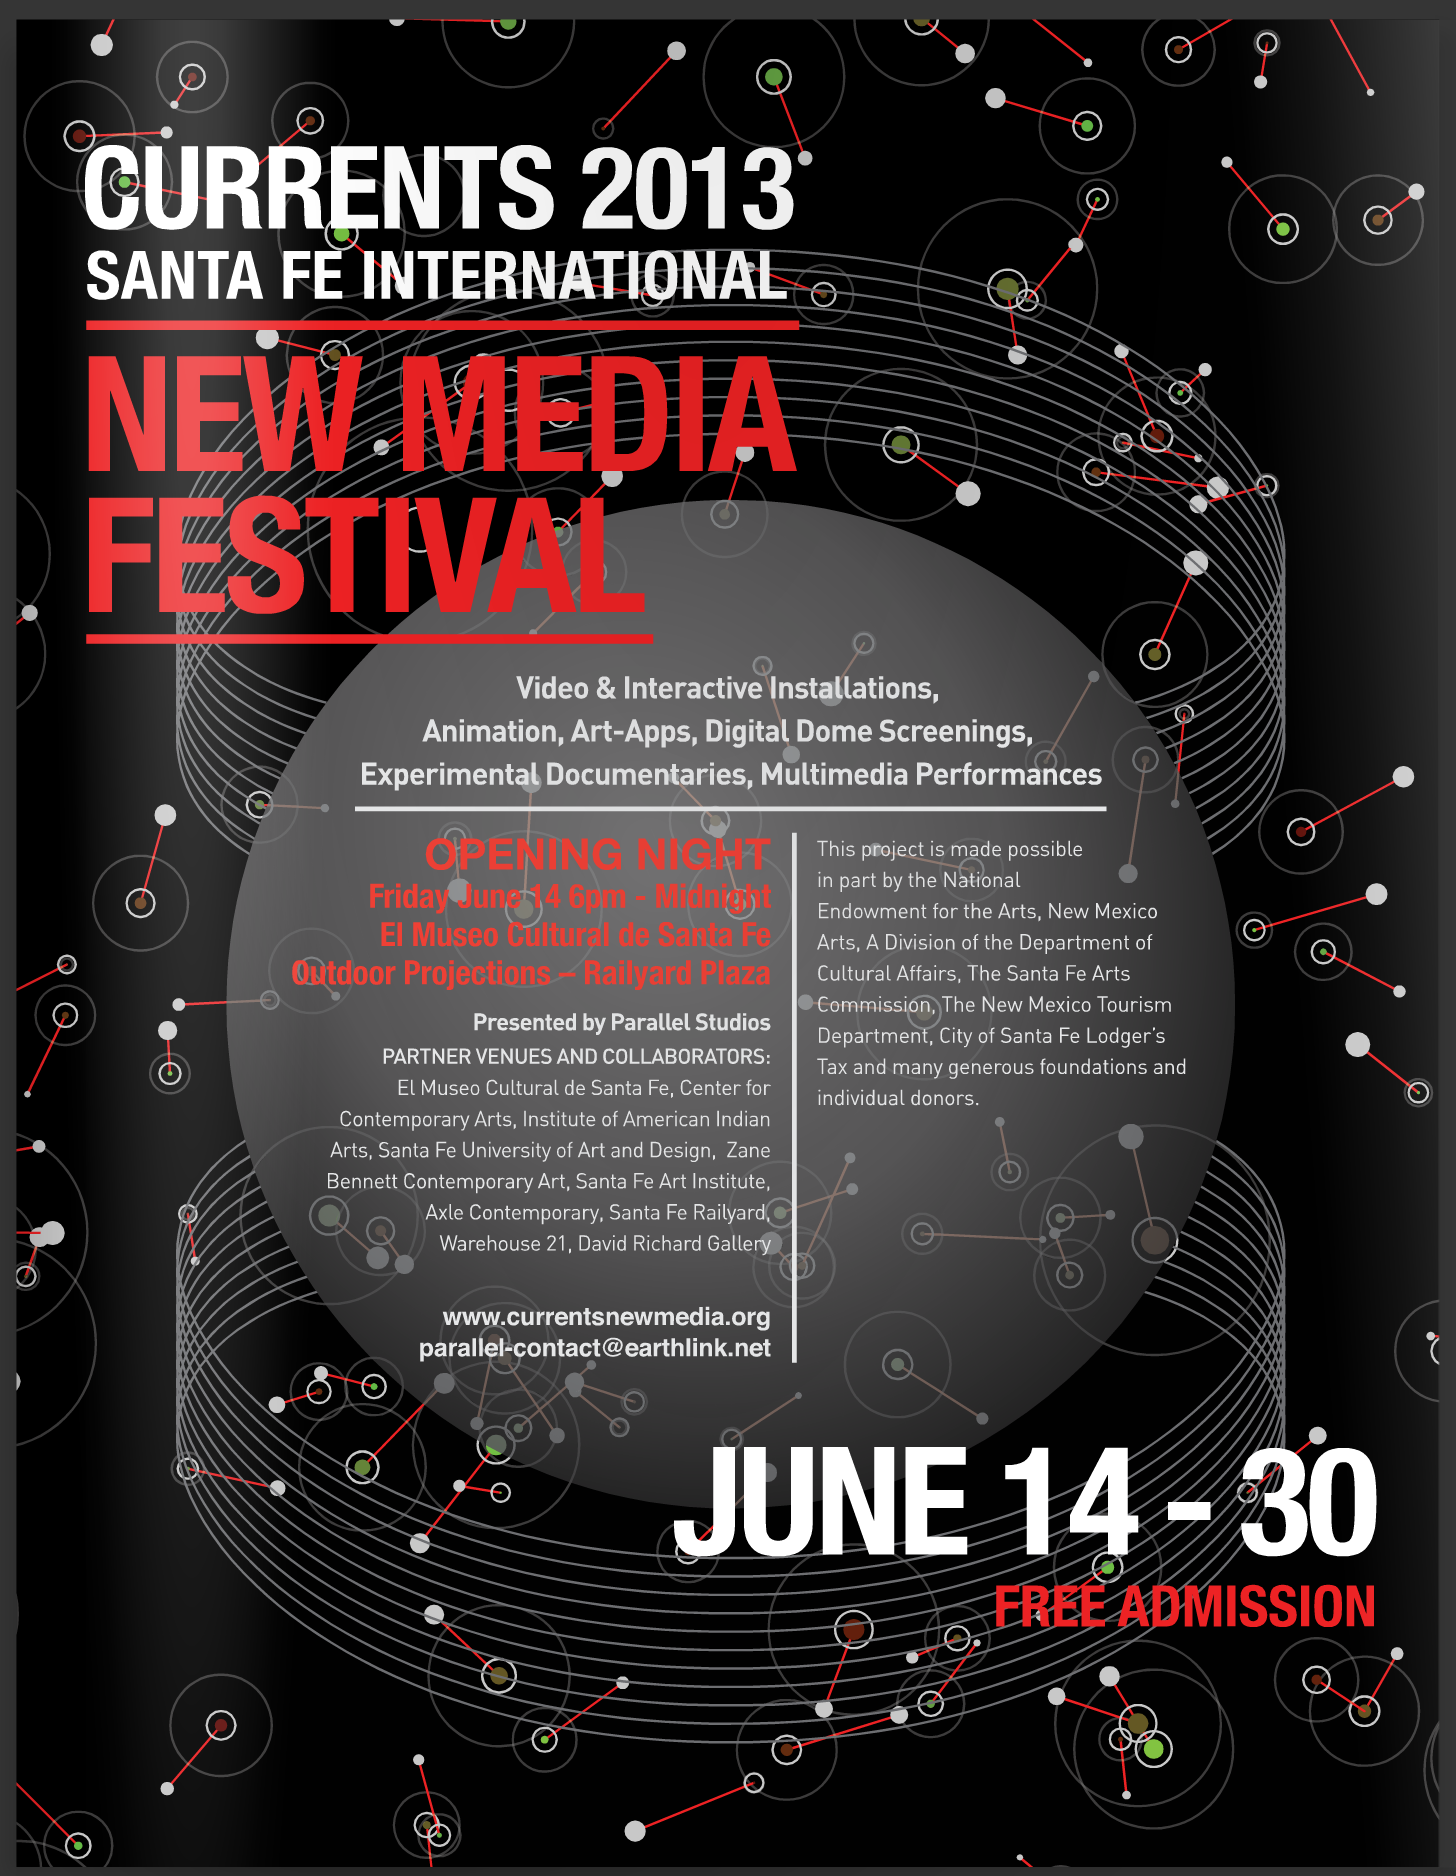 CURRENTS 2013
SANTA FE INTERNATIONAL
NEW MEDIA
FESTIVAL
Video & Interactive Installations,
Animation, Art-Apps, Digital Dome Screenings,
Experimental Documentaries, Multimedia Performances
OPENING NIGHT
Friday June 14 6pm - Midnight
El Museo Cultural de Santa Fe
Outdoor Projections – Railyard Plaza
Presented by Parallel Studios
PARTNER VENUES AND COLLABORATORS:
El Museo Cultural de Santa Fe, Center for
Contemporary Arts, Institute of American Indian
Arts, Santa Fe University of Art and Design,  Zane
Bennett Contemporary Art, Santa Fe Art Institute,
Axle Contemporary, Santa Fe Railyard,
Warehouse 21, David Richard Gallery
www.currentsnewmedia.org
parallel-contact@earthlink.net
This project is made possible
in part by the National
Endowment for the Arts, New Mexico
Arts, A Division of the Department of
Cultural Affairs, The Santa Fe Arts
Commission, The New Mexico Tourism
Department, City of Santa Fe Lodger's
Tax and many generous foundations and
individual donors.
JUNE 14 - 30
FREE ADMISSION